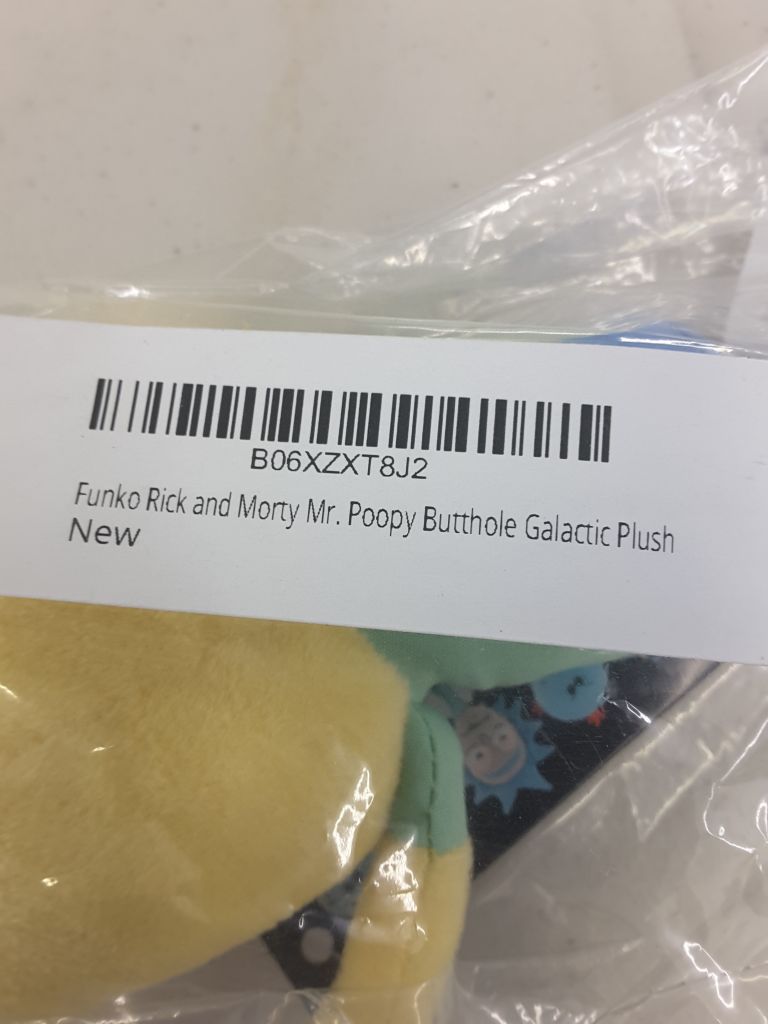 B06XZXT8J2
Funko Rick and Morty Mr. Poopy Butthole Galactic Plush
New